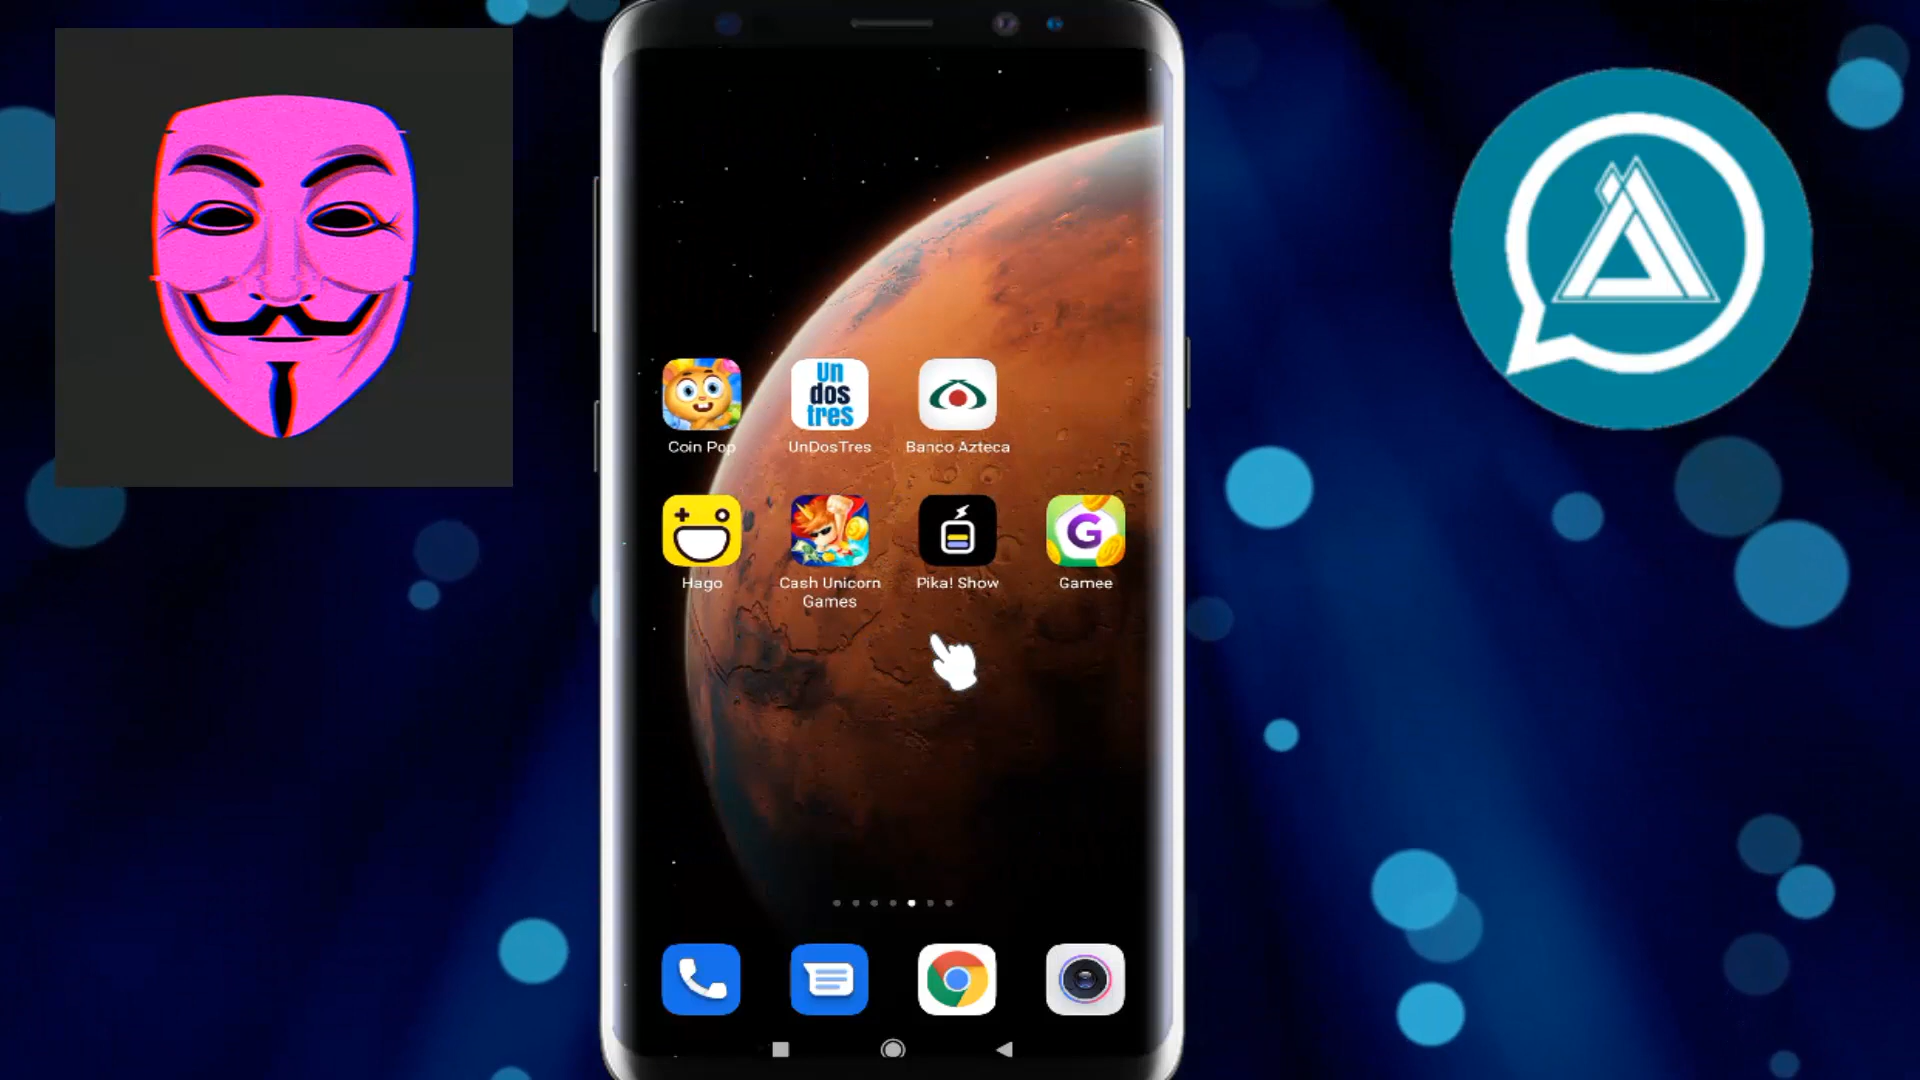 Un
dos
tres
Coin Pop
UnDosTres
Banco Azteca
G
Hago
Cash Unicorn
Games
Pika! Show
Gamee